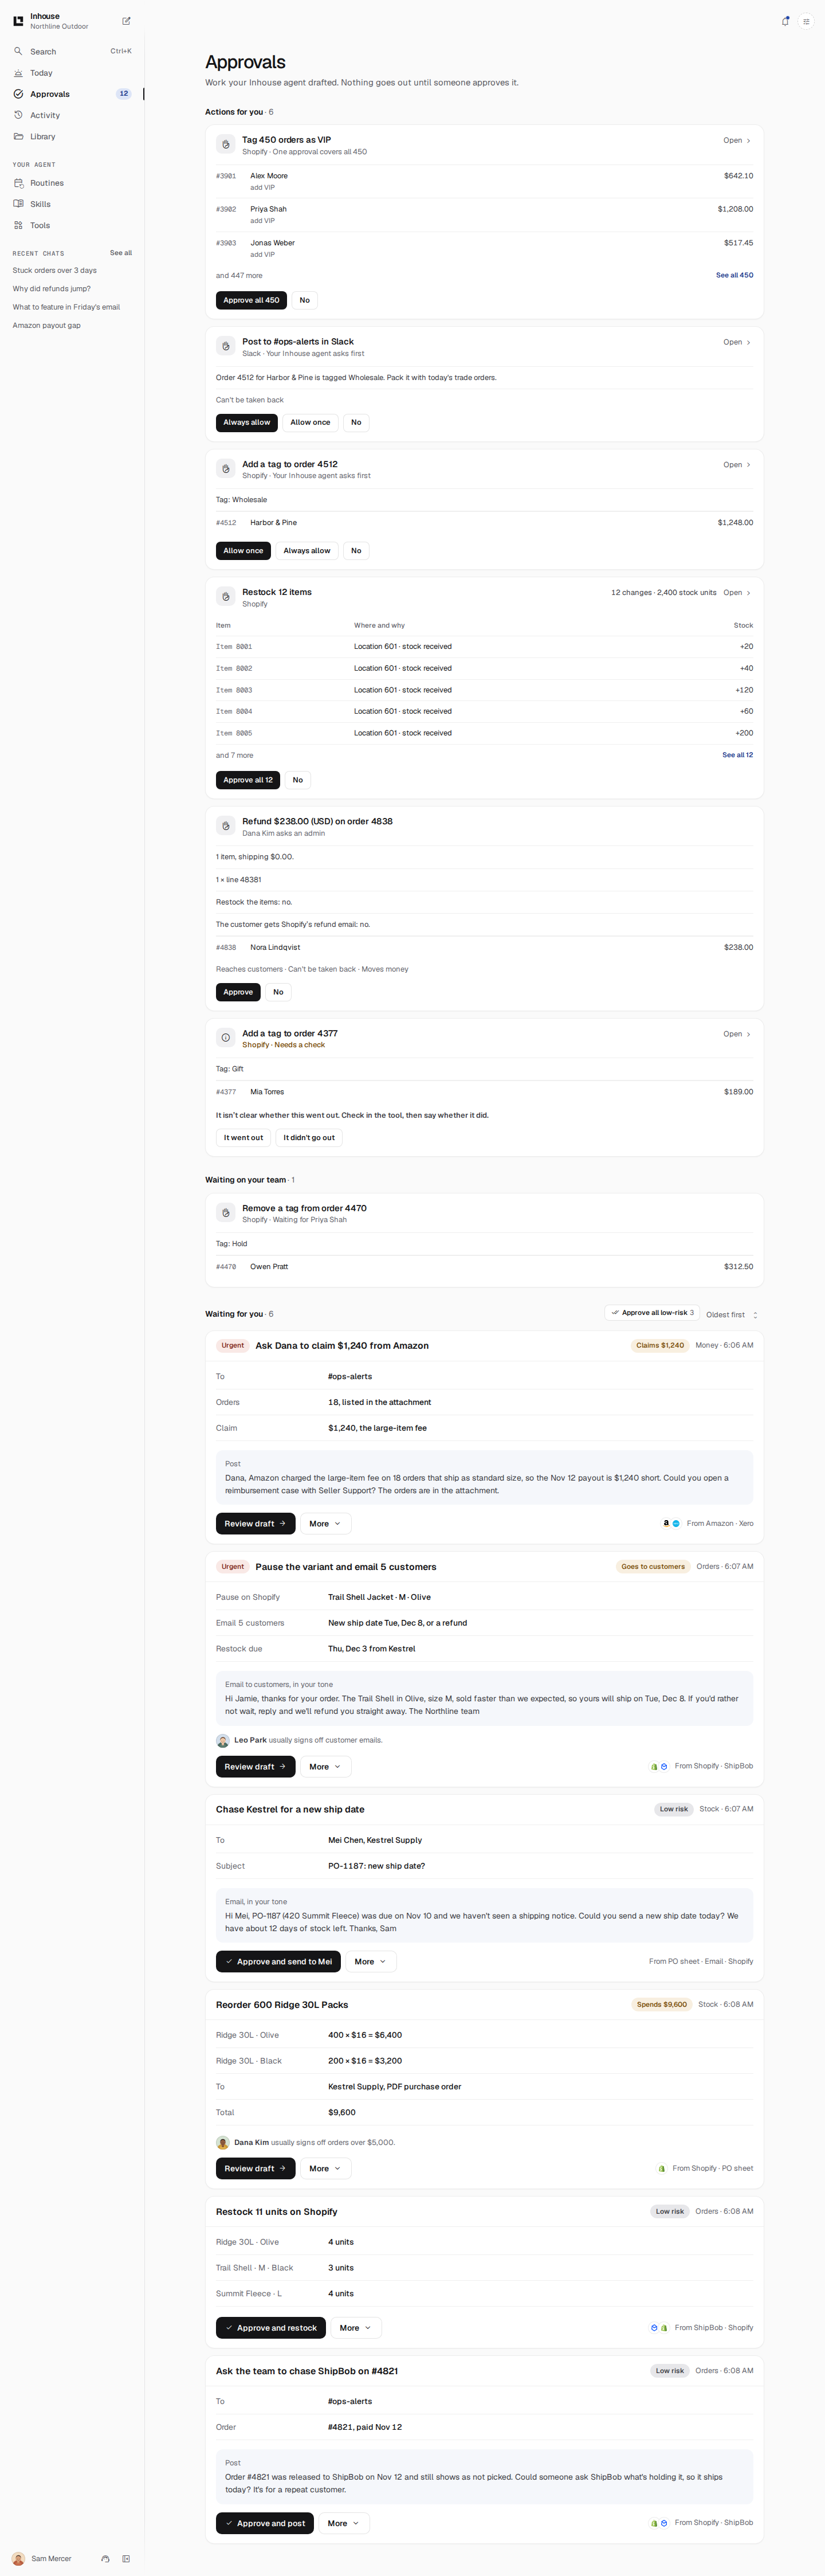 Inhouse
Northline Outdoor
Search Ctrl+K
Today
Approvals 12
Activity
Library
YOUR AGENT
Routines
Skills
Tools
RECENT CHATS See all
Stuck orders over 3 days
Why did refunds jump?
What to feature in Friday's email
Amazon payout gap
Sam Mercer
Approvals
Work your Inhouse agent drafted. Nothing goes out until someone approves it.
Actions for you · 6
Tag 450 orders as VIP Open
Shopify · One approval covers all 450
#3901 Alex Moore $642.10
add VIP
#3902 Priya Shah $1,208.00
add VIP
#3903 Jonas Weber $517.45
add VIP
and 447 more See all 450
Approve all 450 No
Post to #ops-alerts in Slack Open
Slack · Your Inhouse agent asks first
Order 4512 for Harbor & Pine is tagged Wholesale. Pack it with today's trade orders.
Can't be taken back
Always allow Allow once No
Add a tag to order 4512 Open
Shopify · Your Inhouse agent asks first
Tag: Wholesale
#4512 Harbor & Pine $1,248.00
Allow once Always allow No
Restock 12 items 12 changes · 2,400 stock units Open
Shopify
Item Where and why Stock
Item 8001 Location 601 · stock received +20
Item 8002 Location 601 · stock received +40
Item 8003 Location 601 · stock received +120
Item 8004 Location 601 · stock received +60
Item 8005 Location 601 · stock received +200
and 7 more See all 12
Approve all 12 No
Refund $238.00 (USD) on order 4838
Dana Kim asks an admin
1 item, shipping $0.00.
1 × line 48381
Restock the items: no.
The customer gets Shopify's refund email: no.
#4838 Nora Lindqvist $238.00
Reaches customers · Can't be taken back · Moves money
Approve No
Add a tag to order 4377 Open
Shopify · Needs a check
Tag: Gift
#4377 Mia Torres $189.00
It isn't clear whether this went out. Check in the tool, then say whether it did.
It went out It didn't go out
Waiting on your team · 1
Remove a tag from order 4470
Shopify · Waiting for Priya Shah
Tag: Hold
#4470 Owen Pratt $312.50
Waiting for you · 6 Approve all low-risk 3 Oldest first
Urgent Ask Dana to claim $1,240 from Amazon Claims $1,240 Money · 6:06 AM
To #ops-alerts
Orders 18, listed in the attachment
Claim $1,240, the large-item fee
Post
Dana, Amazon charged the large-item fee on 18 orders that ship as standard size, so the Nov 12 payout is $1,240 short. Could you open a
reimbursement case with Seller Support? The orders are in the attachment.
Review draft More From Amazon · Xero
Urgent Pause the variant and email 5 customers Goes to customers Orders · 6:07 AM
Pause on Shopify Trail Shell Jacket · M · Olive
Email 5 customers New ship date Tue, Dec 8, or a refund
Restock due Thu, Dec 3 from Kestrel
Email to customers, in your tone
Hi Jamie, thanks for your order. The Trail Shell in Olive, size M, sold faster than we expected, so yours will ship on Tue, Dec 8. If you'd rather
not wait, reply and we'll refund you straight away. The Northline team
Leo Park usually signs off customer emails.
Review draft More From Shopify · ShipBob
Chase Kestrel for a new ship date Low risk Stock · 6:07 AM
To Mei Chen, Kestrel Supply
Subject PO-1187: new ship date?
Email, in your tone
Hi Mei, PO-1187 (420 Summit Fleece) was due on Nov 10 and we haven't seen a shipping notice. Could you send a new ship date today? We
have about 12 days of stock left. Thanks, Sam
Approve and send to Mei More From PO sheet · Email · Shopify
Reorder 600 Ridge 30L Packs Spends $9,600 Stock · 6:08 AM
Ridge 30L · Olive 400 × $16 = $6,400
Ridge 30L · Black 200 × $16 = $3,200
To Kestrel Supply, PDF purchase order
Total $9,600
Dana Kim usually signs off orders over $5,000.
Review draft More From Shopify · PO sheet
Restock 11 units on Shopify Low risk Orders · 6:08 AM
Ridge 30L · Olive 4 units
Trail Shell · M · Black 3 units
Summit Fleece · L 4 units
Approve and restock More From ShipBob · Shopify
Ask the team to chase ShipBob on #4821 Low risk Orders · 6:08 AM
To #ops-alerts
Order #4821, paid Nov 12
Post
Order #4821 was released to ShipBob on Nov 12 and still shows as not picked. Could someone ask ShipBob what's holding it, so it ships
today? It's for a repeat customer.
Approve and post More From Shopify · ShipBob